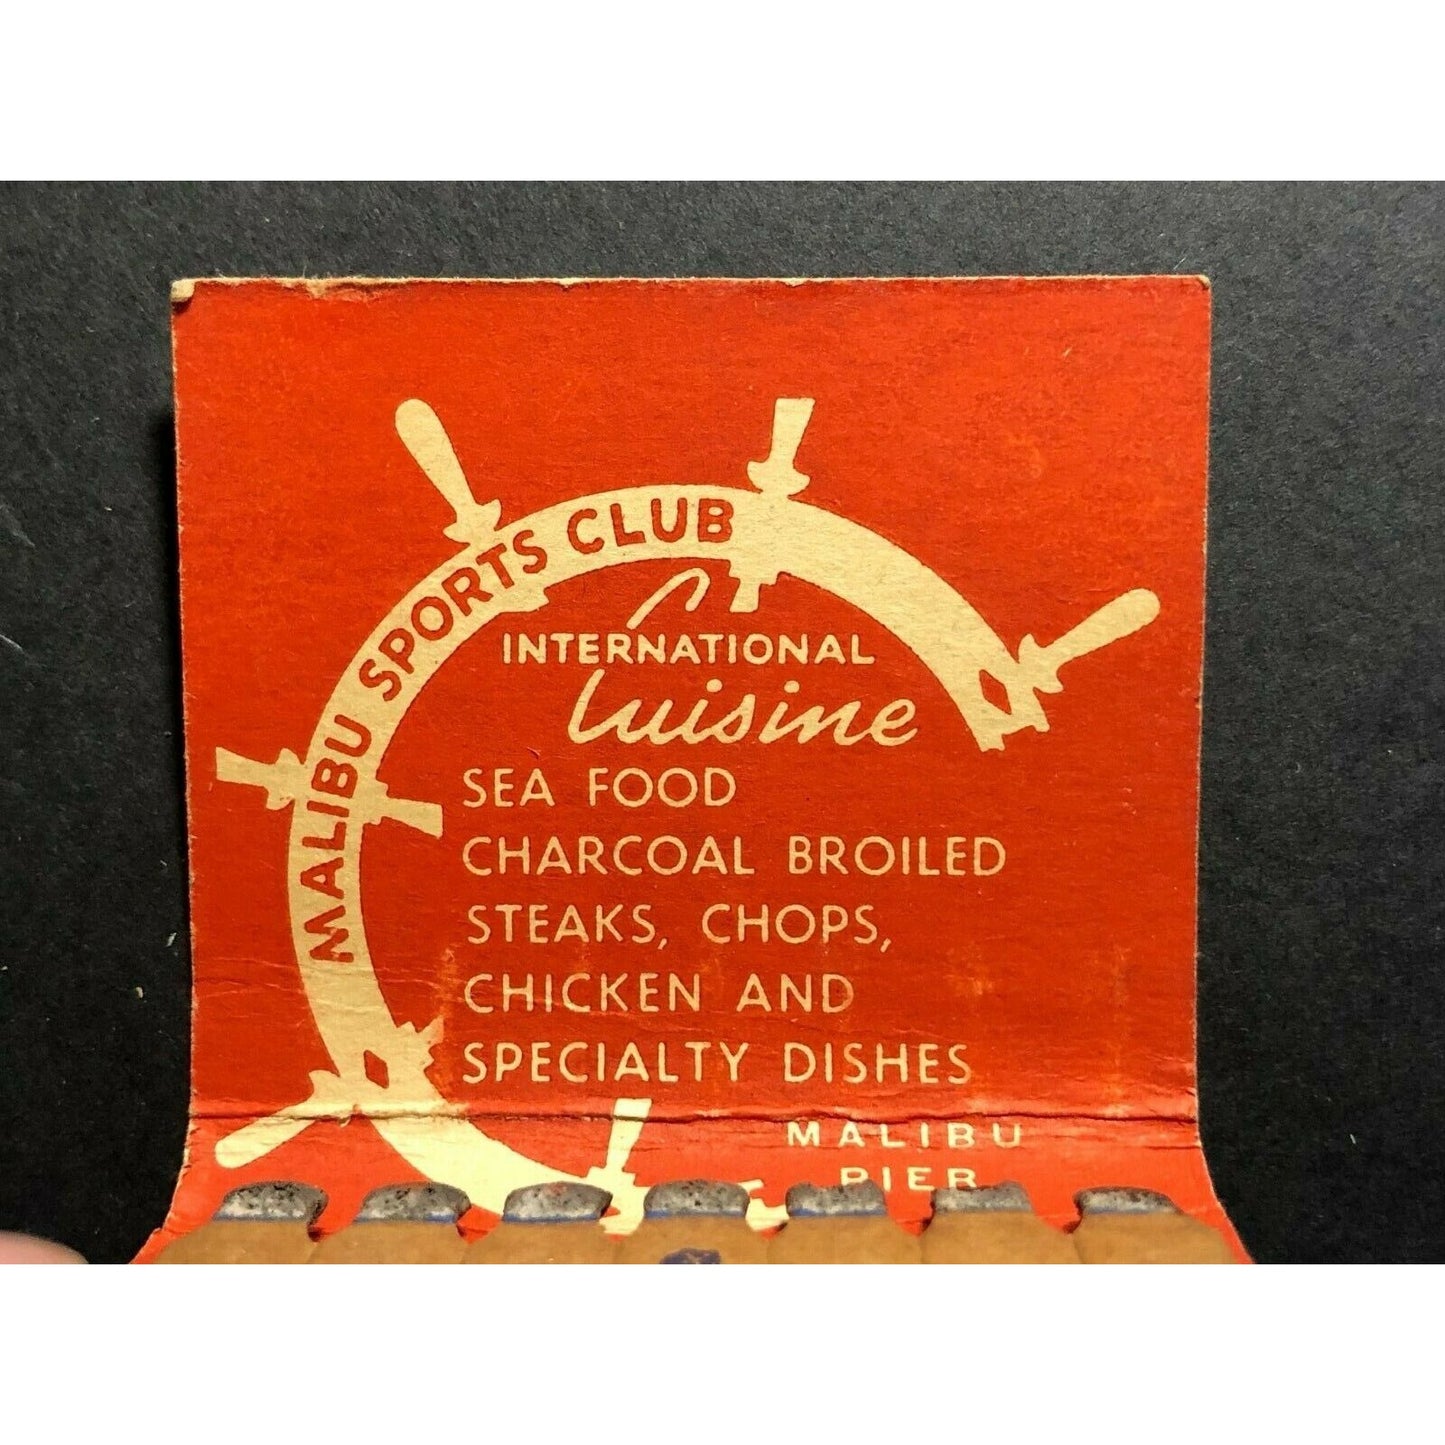 MALIBU SPORTS CLUB
INTERNATIONAL
Cuisine
SEA FOOD
CHARCOAL BROILED
STEAKS, CHOPS,
CHICKEN AND
SPECIALTY DISHES
MALIBU
PIER